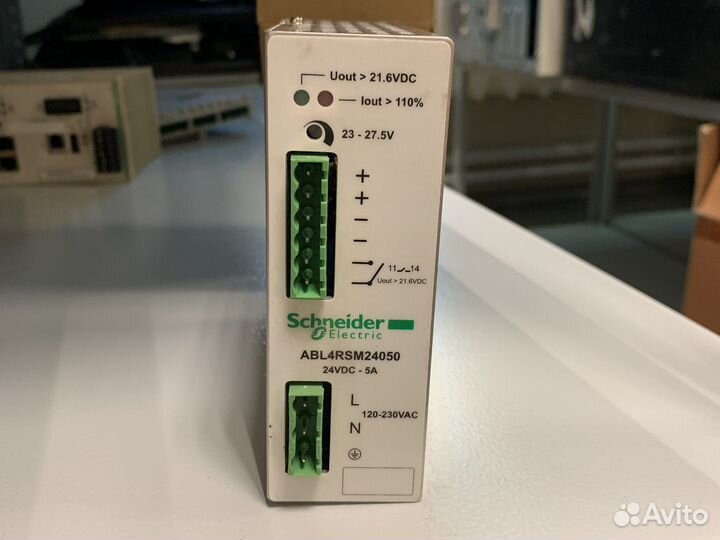 Uout > 21.6VDC
Iout > 110%
23 - 27.5V
+
+
−
−
11 14
Uout > 21.6VDC
Schneider
Electric
ABL4RSM24050
24VDC - 5A
L
120-230VAC
N
Avito